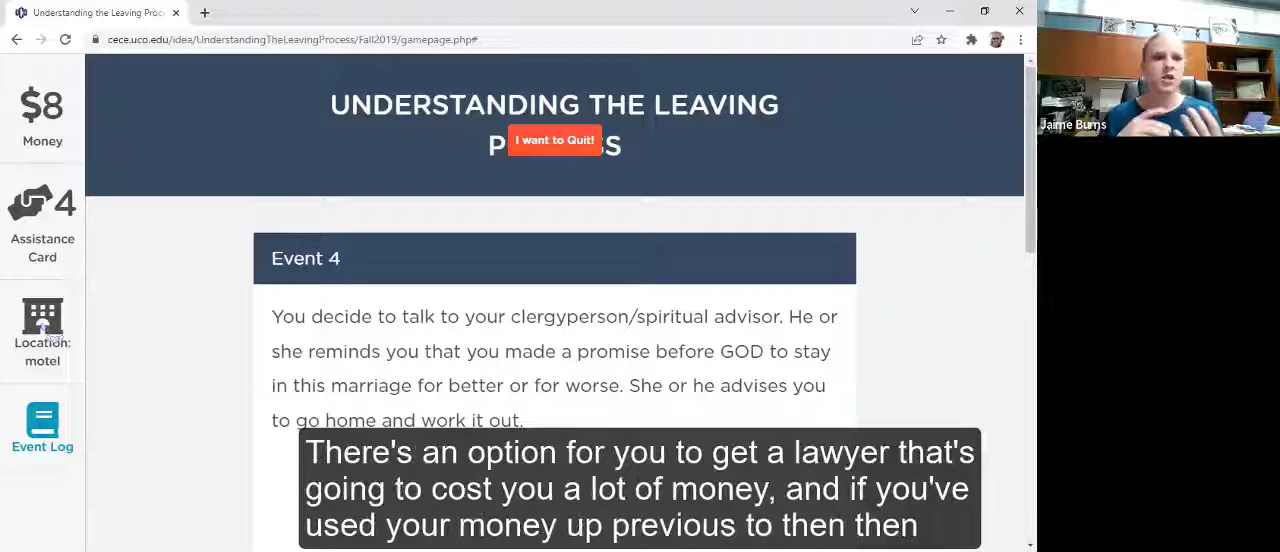 Understanding the Leaving Proc
cece.uco.edu/idea/UnderstandingTheLeavingProcess/Fall2019/gamepage.php#
$8
Money
4
Assistance
Card
Location:
motel
Event Log
UNDERSTANDING THE LEAVING
P S
I want to Quit!
Event 4
You decide to talk to your clergyperson/spiritual advisor. He or
she reminds you that you made a promise before GOD to stay
in this marriage for better or for worse. She or he advises you
to go home and work it out.
There's an option for you to get a lawyer that's
going to cost you a lot of money, and if you've
used your money up previous to then then
Jaime Burns